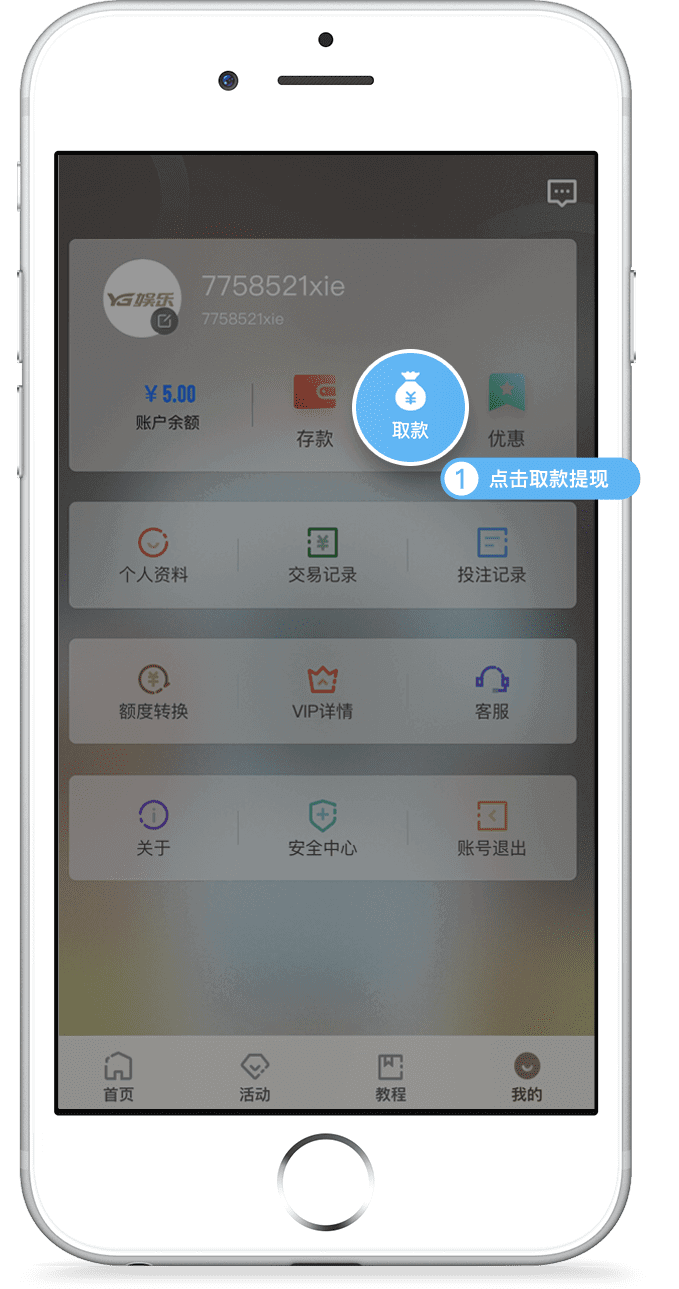 7758521xie
YG娱乐
7758521xie
¥ 5.00
账户余额
存款
¥
取款
优惠
1 点击取款提现
¥
个人资料
交易记录
投注记录
¥
额度转换
VIP详情
客服
关于
安全中心
账号退出
首页
活动
教程
我的